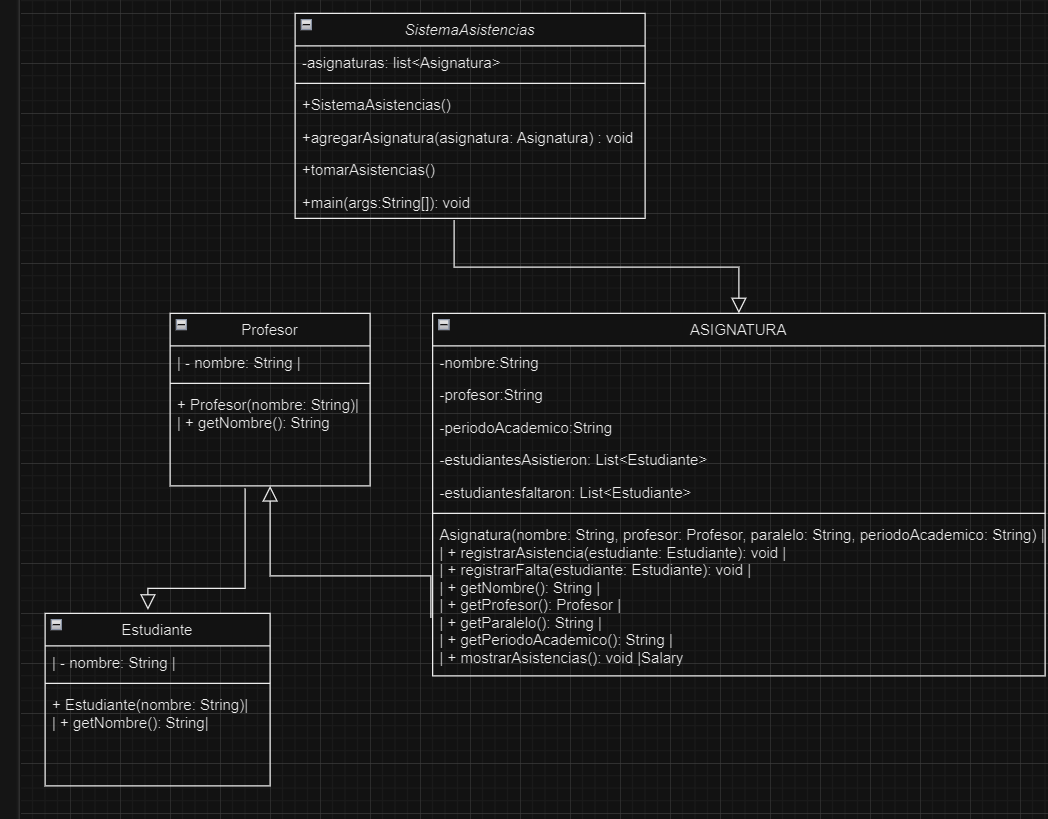 SistemaAsistencias
-asignaturas: list<Asignatura>
+SistemaAsistencias()
+agregarAsignatura(asignatura: Asignatura) : void
+tomarAsistencias()
+main(args:String[]): void
Profesor
| - nombre: String |
+ Profesor(nombre: String)|
| + getNombre(): String
ASIGNATURA
-nombre:String
-profesor:String
-periodoAcademico:String
-estudiantesAsistieron: List<Estudiante>
-estudiantesfaltaron: List<Estudiante>
Asignatura(nombre: String, profesor: Profesor, paralelo: String, periodoAcademico: String) |
| + registrarAsistencia(estudiante: Estudiante): void |
| + registrarFalta(estudiante: Estudiante): void |
| + getNombre(): String |
| + getProfesor(): Profesor |
| + getParalelo(): String |
| + getPeriodoAcademico(): String |
| + mostrarAsistencias(): void |Salary
Estudiante
| - nombre: String |
+ Estudiante(nombre: String)|
| + getNombre(): String|